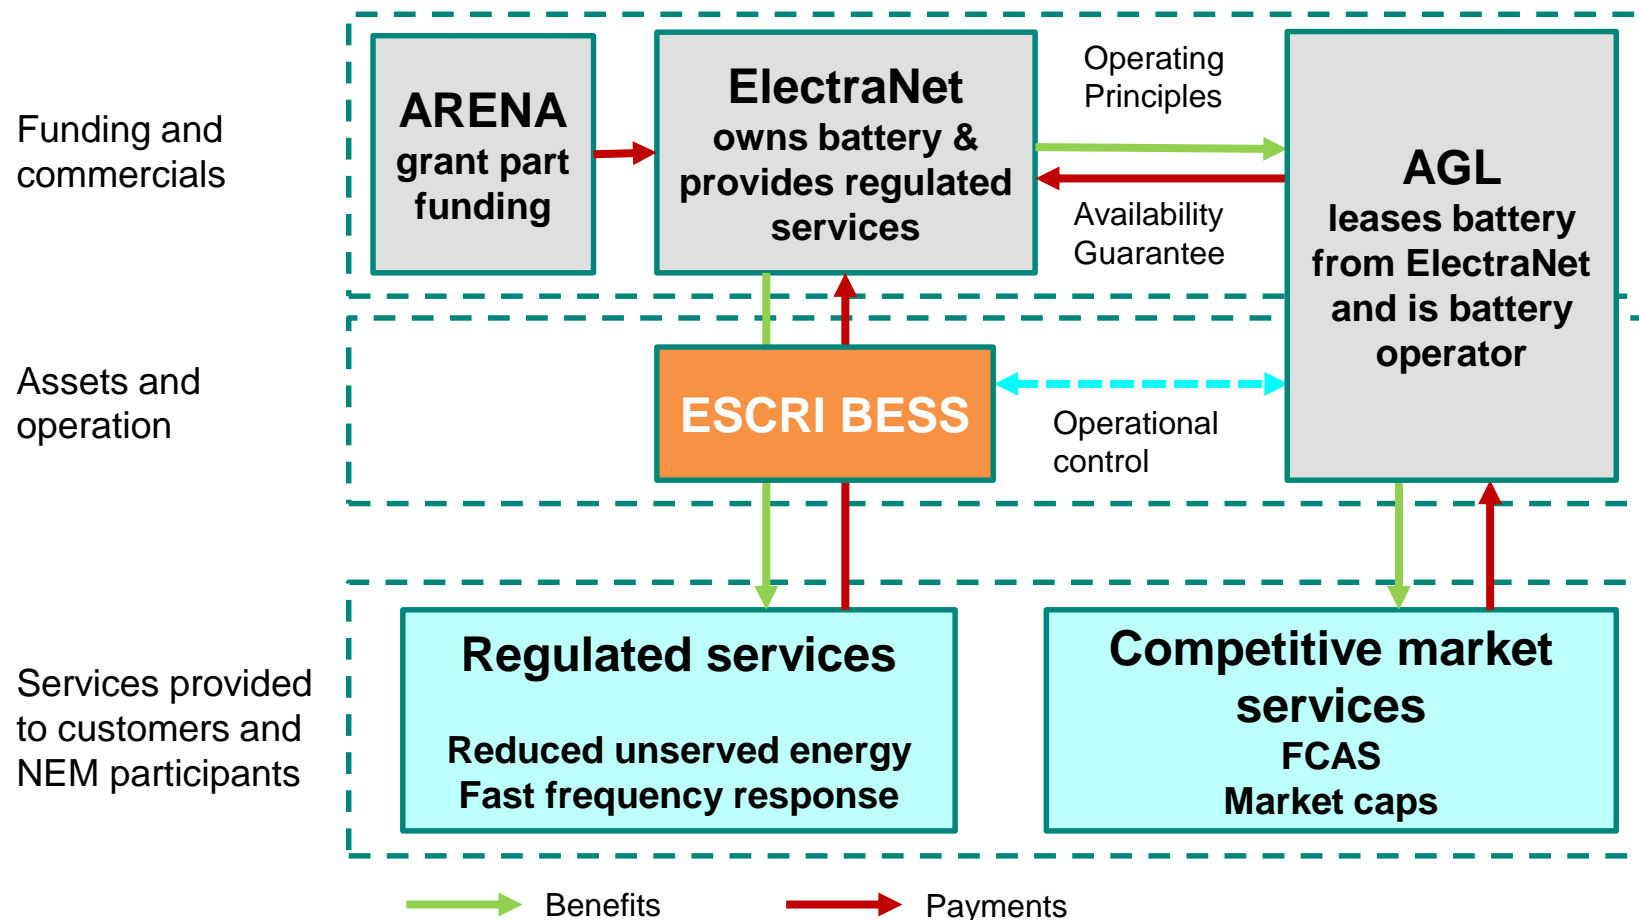 Funding and
commercials
ARENA
grant part
funding
ElectraNet
owns battery &
provides regulated
services
Operating
Principles
Availability
Guarantee
AGL
leases battery
from ElectraNet
and is battery
operator
Assets and
operation
ESCRI BESS
Operational
control
Services provided
to customers and
NEM participants
Regulated services
Reduced unserved energy
Fast frequency response
Competitive market
services
FCAS
Market caps
Benefits
Payments